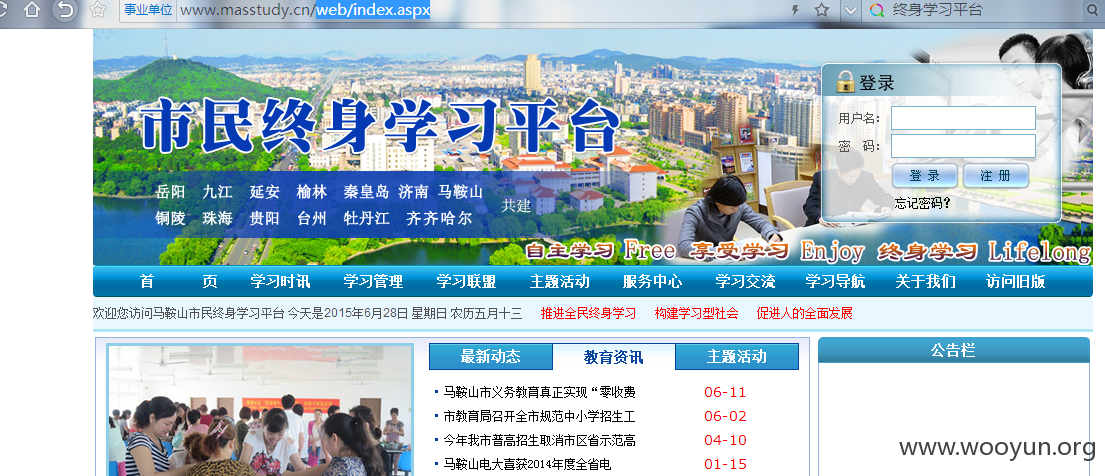 事业单位 www.masstudy.cn/web/index.aspx 终身学习平台
市民终身学习平台
岳阳 九江 延安 榆林 秦皇岛 济南 马鞍山
铜陵 珠海 贵阳 台州 牡丹江 齐齐哈尔 共建
登录
用户名:
密 码:
登 录 注 册
忘记密码?
自主学习 Free 享受学习 Enjoy 终身学习 Lifelong
首 页 学习时讯 学习管理 学习联盟 主题活动 服务中心 学习交流 学习导航 关于我们 访问旧版
欢迎您访问马鞍山市民终身学习平台 今天是2015年6月28日 星期日 农历五月十三 推进全民终身学习 构建学习型社会 促进人的全面发展
最新动态 教育资讯 主题活动 公告栏
马鞍山市义务教育真正实现“零收费 06-11
市教育局召开全市规范中小学招生工 06-02
今年我市普高招生取消市区省示范高 04-10
马鞍山电大喜获2014年度全省电 01-15
www.wooyun.org